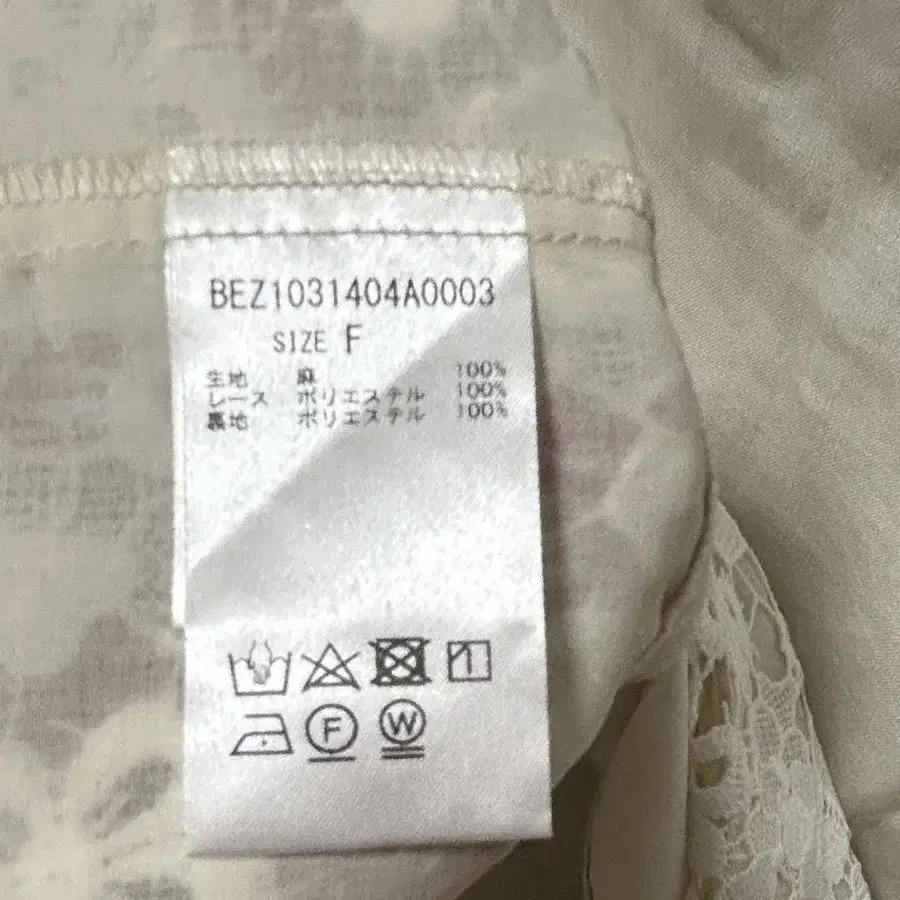 BEZ1031404A0003
SIZE F
生地 麻 100%
レース ポリエステル 100%
裏地 ポリエステル 100%
F W